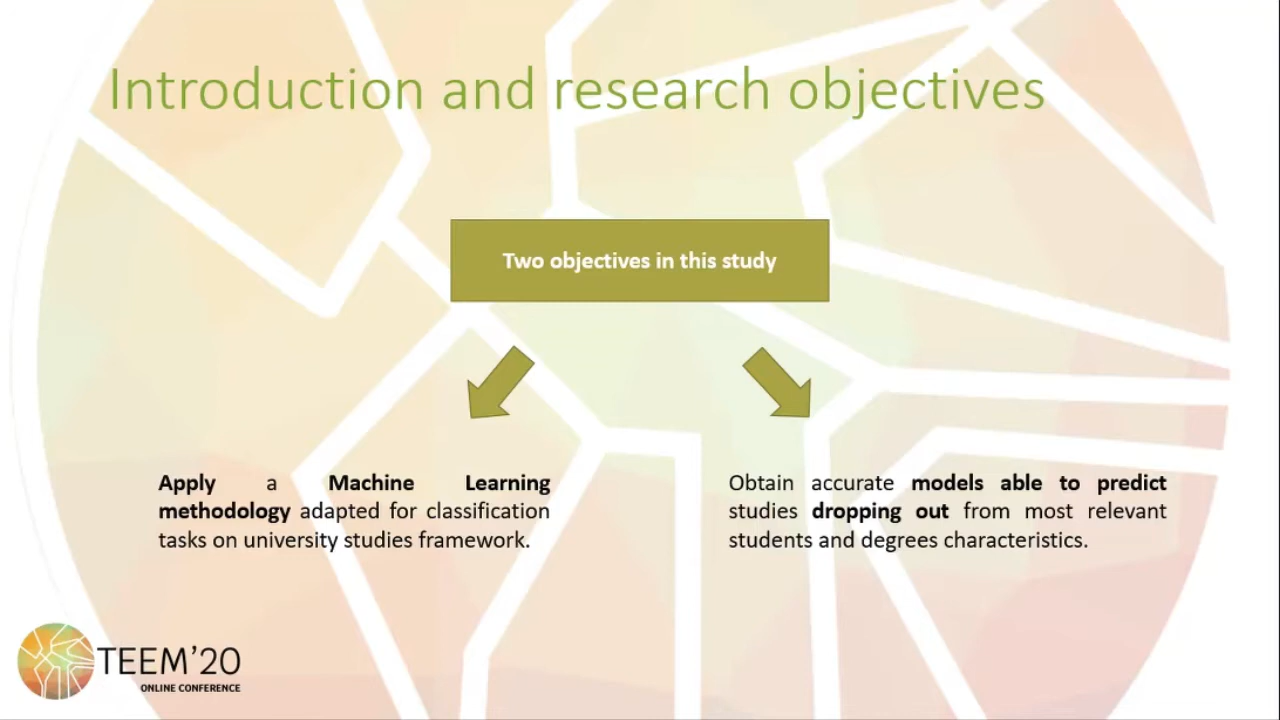 Introduction and research objectives
Two objectives in this study
Apply a Machine Learning
methodology adapted for classification
tasks on university studies framework.
Obtain accurate models able to predict
studies dropping out from most relevant
students and degrees characteristics.
TEEM'20
ONLINE CONFERENCE